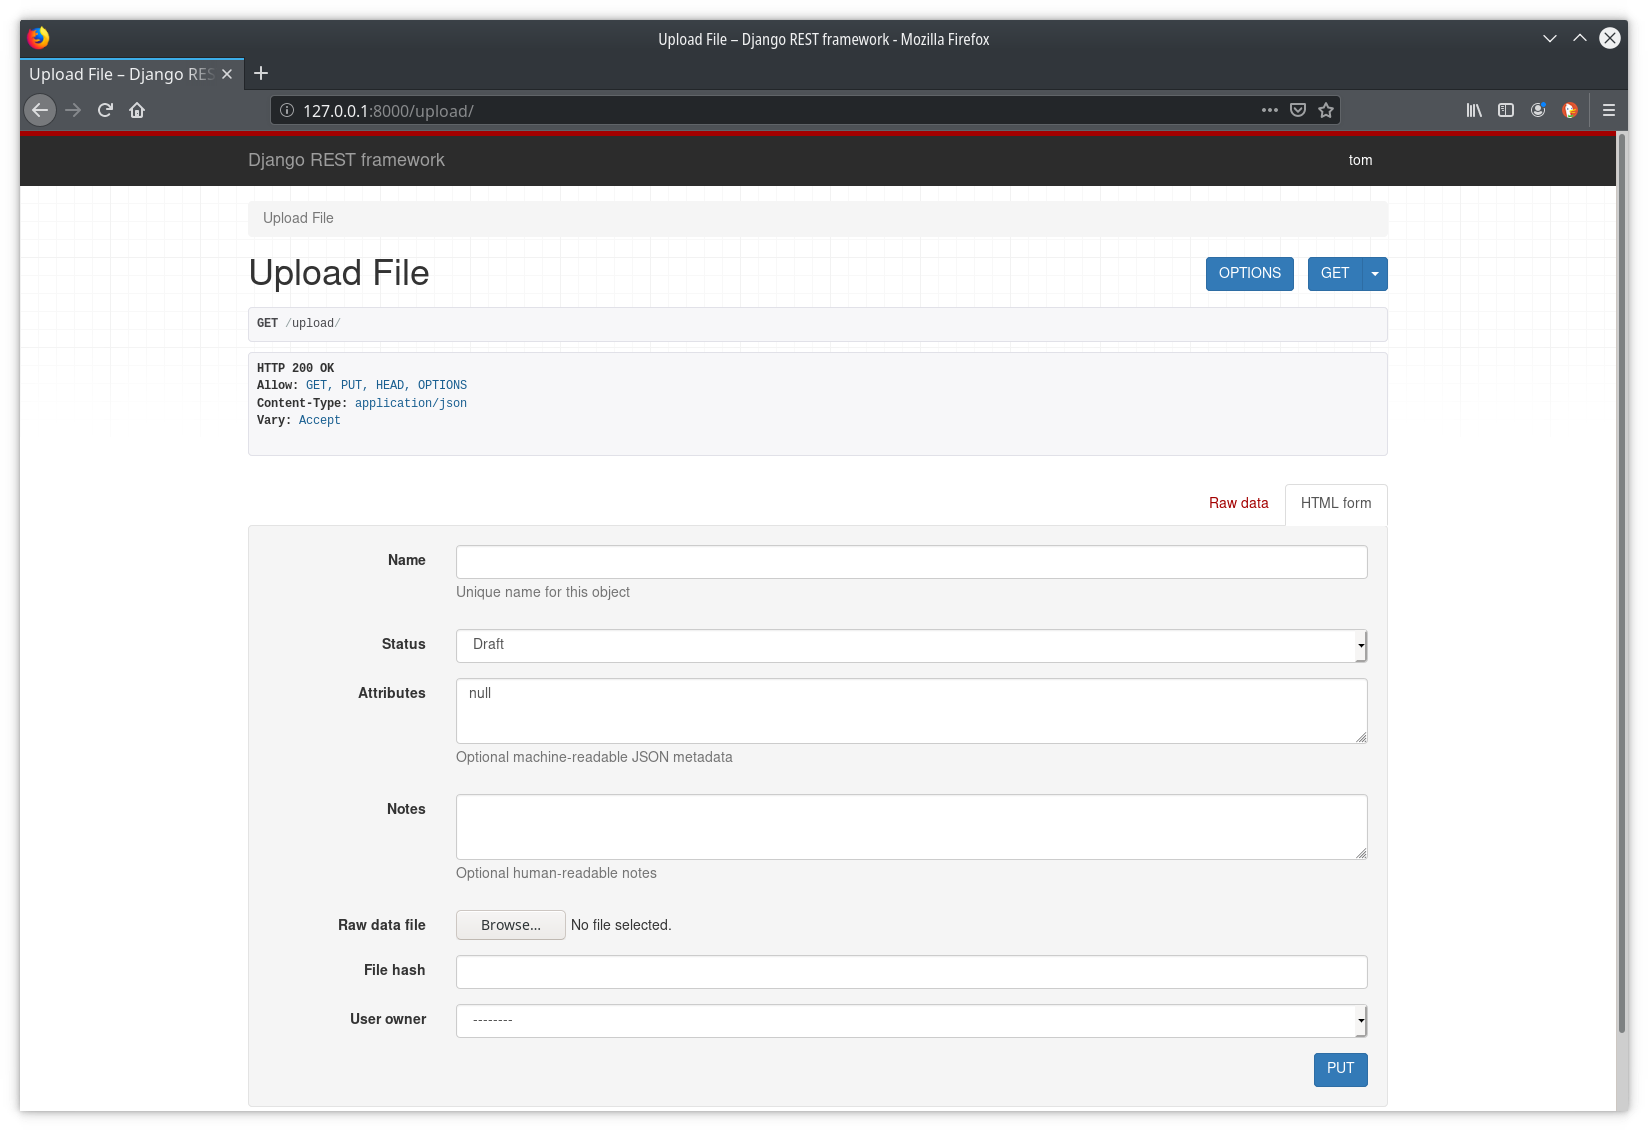 Upload File – Django REST framework - Mozilla Firefox
Upload File – Django RES
127.0.0.1:8000/upload/
Django REST framework
tom
Upload File
Upload File
OPTIONS
GET
GET /upload/
HTTP 200 OK
Allow: GET, PUT, HEAD, OPTIONS
Content-Type: application/json
Vary: Accept
Raw data
HTML form
Name
Unique name for this object
Status
Draft
Attributes
null
Optional machine-readable JSON metadata
Notes
Optional human-readable notes
Raw data file
Browse...
No file selected.
File hash
User owner
--------
PUT